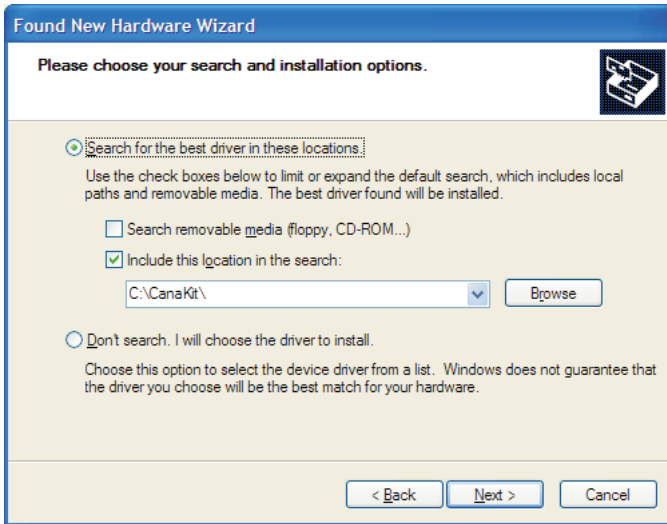 Found New Hardware Wizard
Please choose your search and installation options.
Search for the best driver in these locations.
Use the check boxes below to limit or expand the default search, which includes local
paths and removable media. The best driver found will be installed.
Search removable media (floppy, CD-ROM...)
Include this location in the search:
C:\CanaKit\
Browse
Don't search. I will choose the driver to install.
Choose this option to select the device driver from a list. Windows does not guarantee that
the driver you choose will be the best match for your hardware.
< Back
Next >
Cancel